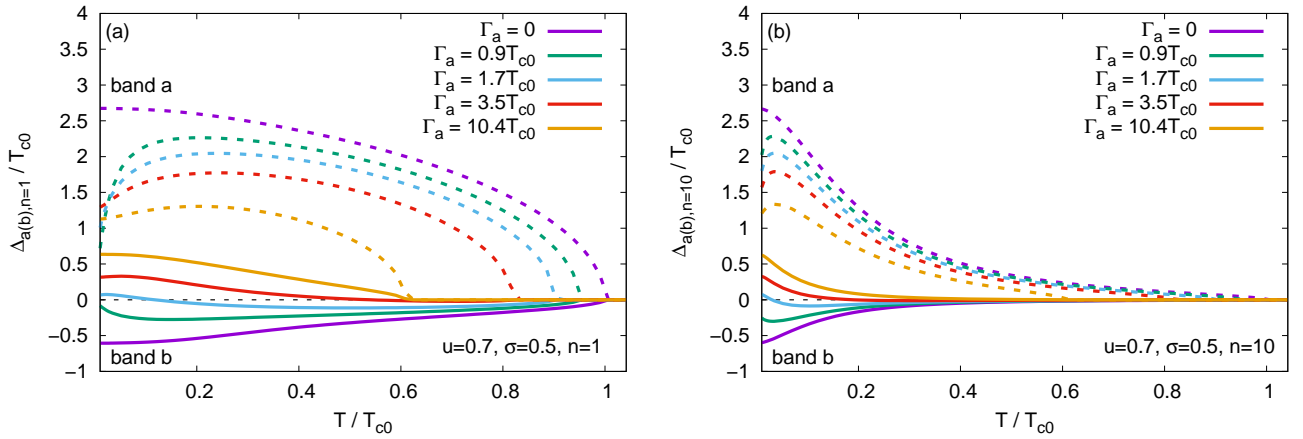 (a)
Γa = 0
Γa = 0.9Tc0
Γa = 1.7Tc0
Γa = 3.5Tc0
Γa = 10.4Tc0
band a
band b
u=0.7, σ=0.5, n=1
Δa(b),n=1 / Tc0
4
3.5
3
2.5
2
1.5
1
0.5
0
−0.5
−1
0.2
0.4
0.6
0.8
1
T / Tc0
(b)
Γa = 0
Γa = 0.9Tc0
Γa = 1.7Tc0
Γa = 3.5Tc0
Γa = 10.4Tc0
band a
band b
u=0.7, σ=0.5, n=10
Δa(b),n=10 / Tc0
4
3.5
3
2.5
2
1.5
1
0.5
0
−0.5
−1
0.2
0.4
0.6
0.8
1
T / Tc0